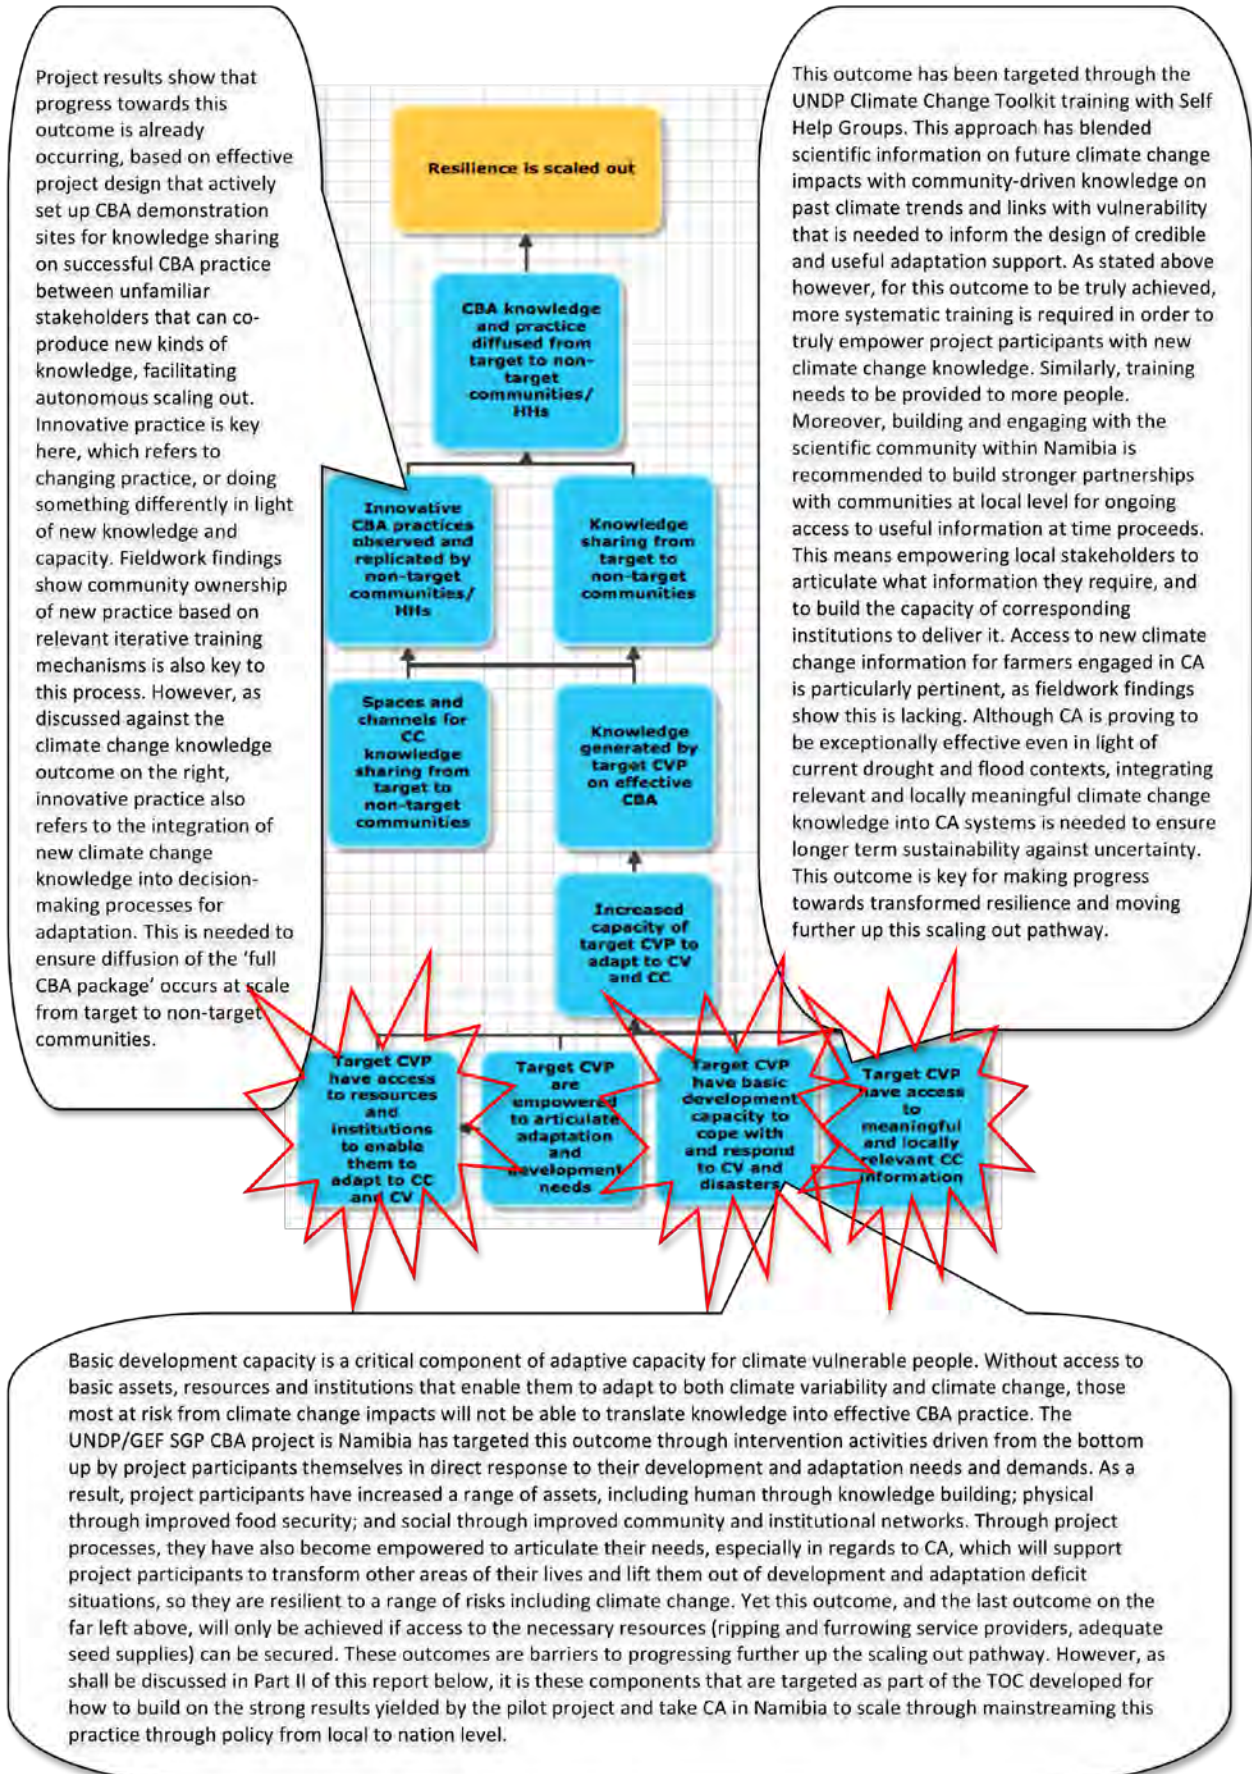 Project results show that
progress towards this
outcome is already
occurring, based on effective
project design that actively
set up CBA demonstration
sites for knowledge sharing
on successful CBA practice
between unfamiliar
stakeholders that can co-
produce new kinds of
knowledge, facilitating
autonomous scaling out.
Innovative practice is key
here, which refers to
changing practice, or doing
something differently in light
of new knowledge and
capacity. Fieldwork findings
show community ownership
of new practice based on
relevant iterative training
mechanisms is also key to
this process. However, as
discussed against the
climate change knowledge
outcome on the right,
innovative practice also
refers to the integration of
new climate change
knowledge into decision-
making processes for
adaptation. This is needed to
ensure diffusion of the ‘full
CBA package’ occurs at scale
from target to non-target
communities.
Resilience is scaled out
CBA knowledge
and practice
diffused from
target to non-
target
communities/
HHs
Innovative
CBA practices
observed and
replicated by
non-target
communities/
HHs
Knowledge
sharing from
target to
non-target
communities
Spaces and
channels for
CC
knowledge
sharing from
target to
non-target
communities
Knowledge
generated by
target CVP
on effective
CBA
Increased
capacity of
target CVP to
adapt to CV
and CC
Target CVP
have access
to resources
and
institutions
to enable
them to
adapt to CC
and CV
Target CVP
are
empowered
to articulate
adaptation
and
development
needs
Target CVP
have basic
development
capacity to
cope with
and respond
to CV and
disasters
Target CVP
have access
to
meaningful
and locally
relevant CC
information
This outcome has been targeted through the
UNDP Climate Change Toolkit training with Self
Help Groups. This approach has blended
scientific information on future climate change
impacts with community-driven knowledge on
past climate trends and links with vulnerability
that is needed to inform the design of credible
and useful adaptation support. As stated above
however, for this outcome to be truly achieved,
more systematic training is required in order to
truly empower project participants with new
climate change knowledge. Similarly, training
needs to be provided to more people.
Moreover, building and engaging with the
scientific community within Namibia is
recommended to build stronger partnerships
with communities at local level for ongoing
access to useful information at time proceeds.
This means empowering local stakeholders to
articulate what information they require, and
to build the capacity of corresponding
institutions to deliver it. Access to new climate
change information for farmers engaged in CA
is particularly pertinent, as fieldwork findings
show this is lacking. Although CA is proving to
be exceptionally effective even in light of
current drought and flood contexts, integrating
relevant and locally meaningful climate change
knowledge into CA systems is needed to ensure
longer term sustainability against uncertainty.
This outcome is key for making progress
towards transformed resilience and moving
further up this scaling out pathway.
Basic development capacity is a critical component of adaptive capacity for climate vulnerable people. Without access to
basic assets, resources and institutions that enable them to adapt to both climate variability and climate change, those
most at risk from climate change impacts will not be able to translate knowledge into effective CBA practice. The
UNDP/GEF SGP CBA project is Namibia has targeted this outcome through intervention activities driven from the bottom
up by project participants themselves in direct response to their development and adaptation needs and demands. As a
result, project participants have increased a range of assets, including human through knowledge building; physical
through improved food security; and social through improved community and institutional networks. Through project
processes, they have also become empowered to articulate their needs, especially in regards to CA, which will support
project participants to transform other areas of their lives and lift them out of development and adaptation deficit
situations, so they are resilient to a range of risks including climate change. Yet this outcome, and the last outcome on the
far left above, will only be achieved if access to the necessary resources (ripping and furrowing service providers, adequate
seed supplies) can be secured. These outcomes are barriers to progressing further up the scaling out pathway. However, as
shall be discussed in Part II of this report below, it is these components that are targeted as part of the TOC developed for
how to build on the strong results yielded by the pilot project and take CA in Namibia to scale through mainstreaming this
practice through policy from local to nation level.